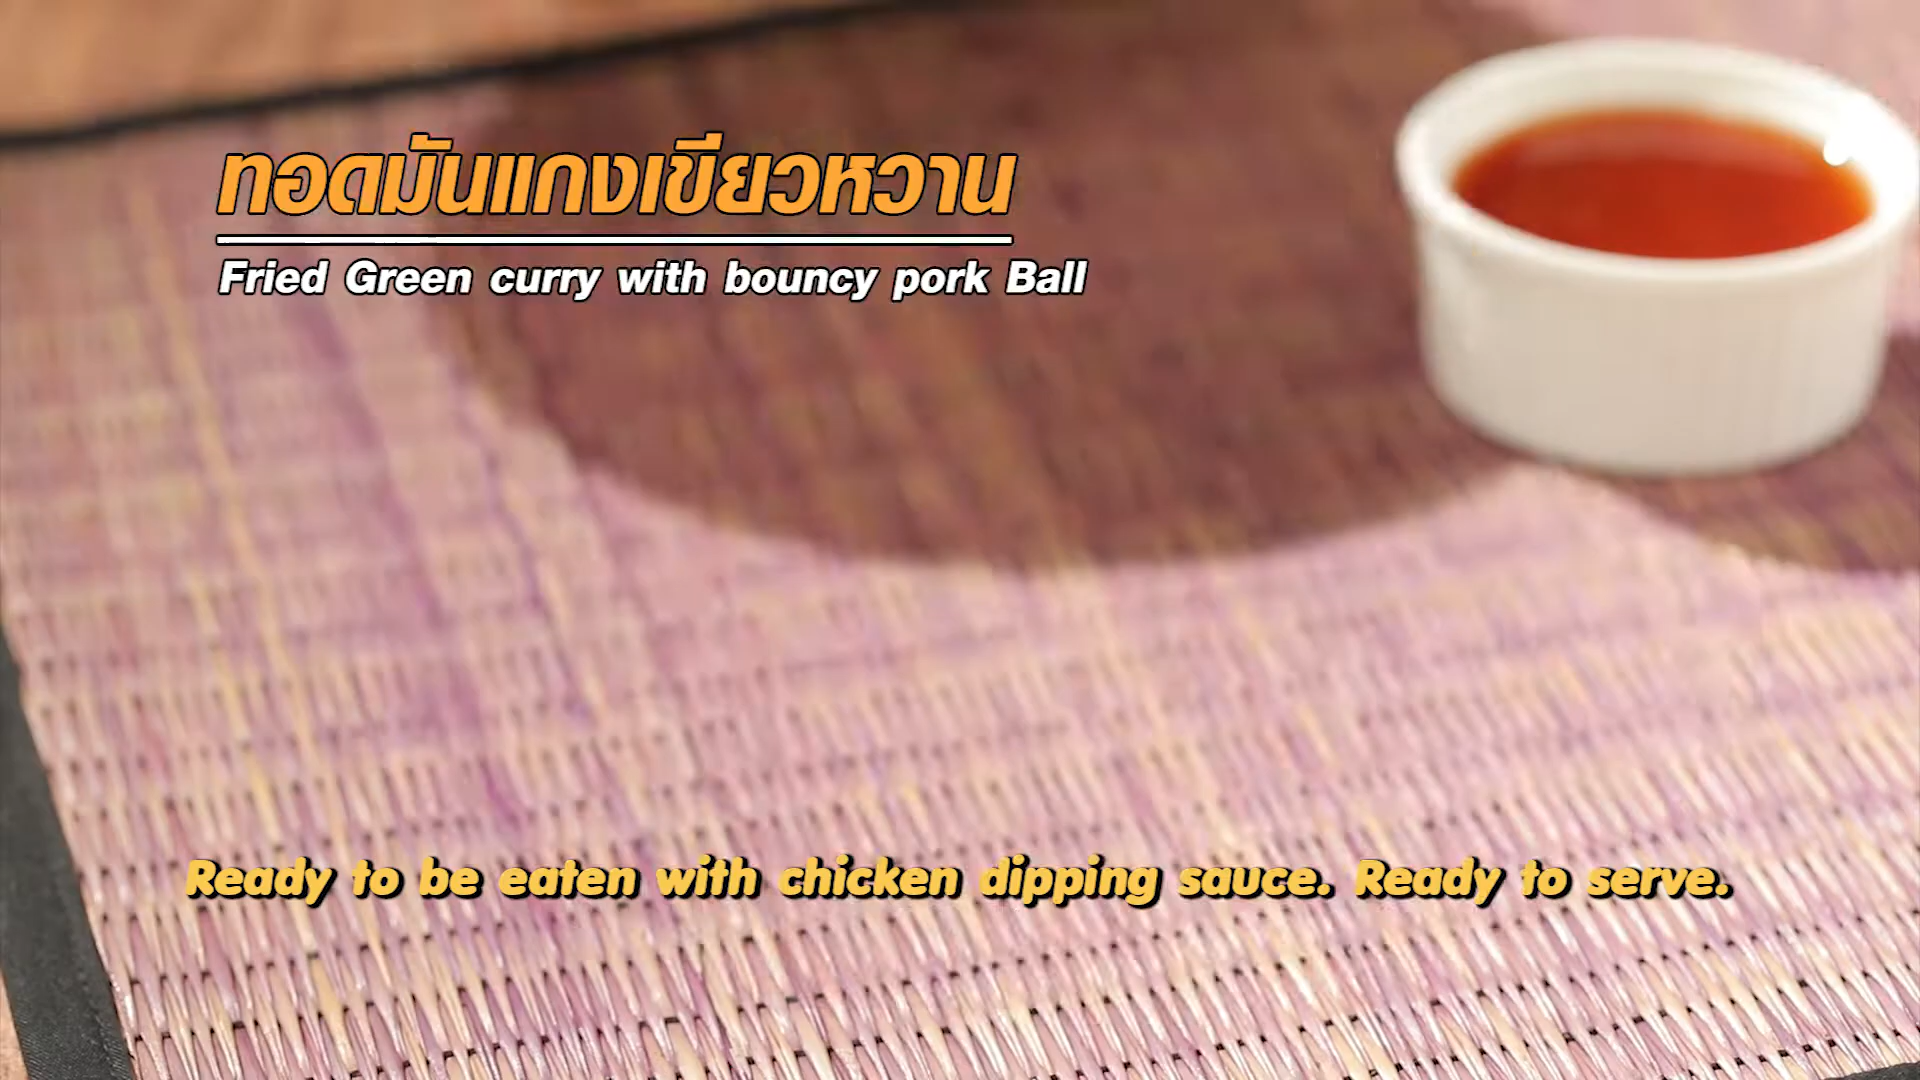 ทอดมันแกงเขียวหวาน
Fried Green curry with bouncy pork Ball
Ready to be eaten with chicken dipping sauce. Ready to serve.